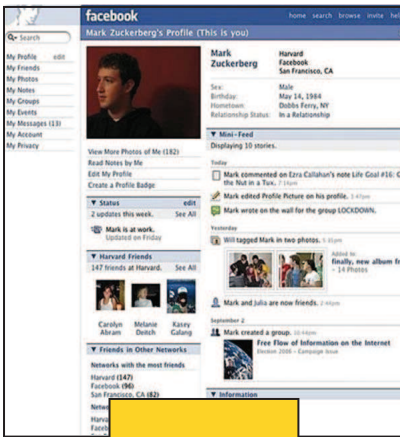 facebook
home search browse invite
Search
Mark Zuckerberg's Profile (This is you)
My Profile edit
My Friends
My Photos
My Notes
My Groups
My Events
My Messages (13)
My Account
My Privacy
View More Photos of Me (182)
Read Notes by Me
Edit My Profile
Create a Profile Badge
Status edit
2 updates this week. See All
Mark is at work.
Updated on Friday
Harvard Friends
147 friends at Harvard. See All
Carolyn Abram
Melanie Deitch
Kasey Galang
Friends in Other Networks
Networks with the most friends
Harvard (147)
Facebook (96)
San Francisco, CA (82)
Mark Zuckerberg
Harvard
Facebook
San Francisco, CA
Sex: Male
Birthday: May 14, 1984
Hometown: Dobbs Ferry, NY
Relationship Status: In a Relationship
Mini-Feed
Displaying 10 stories.
Today
Mark commented on Ezra Callahan's note Life Goal #16:
the Nut in a Tux. 7:14pm
Mark edited Profile Picture on his profile.
Mark wrote on the wall for the group LOCKDOWN.
Yesterday
Will tagged Mark in two photos.
Added to:
finally, new album
- 14 Photos
Mark and Julia are now friends.
September 2
Mark created a group.
Free Flow of Information on the Internet
Election 2006 - Campaign Issue
Information